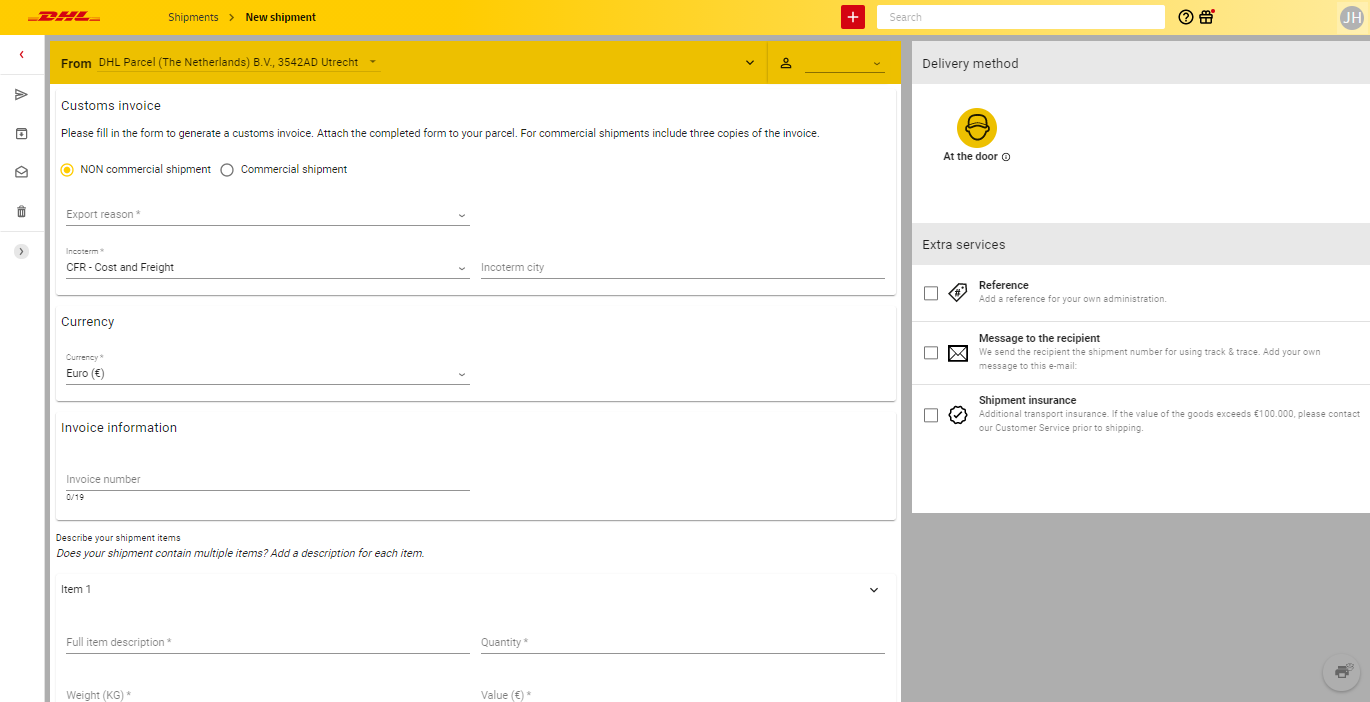 DHL
Shipments > New shipment
+
Search
JH
From DHL Parcel (The Netherlands) B.V., 3542AD Utrecht
Customs invoice
Please fill in the form to generate a customs invoice. Attach the completed form to your parcel. For commercial shipments include three copies of the invoice.
NON commercial shipment
Commercial shipment
Export reason *
Incoterm *
CFR - Cost and Freight
Incoterm city
Currency
Currency *
Euro (€)
Invoice information
Invoice number
0/19
Describe your shipment items
Does your shipment contain multiple items? Add a description for each item.
Item 1
Full item description *
Quantity *
Weight (KG) *
Value (€) *
Delivery method
At the door
Extra services
Reference
Add a reference for your own administration.
Message to the recipient
We send the recipient the shipment number for using track & trace. Add your own
message to this e-mail:
Shipment insurance
Additional transport insurance. If the value of the goods exceeds €100.000, please contact
our Customer Service prior to shipping.